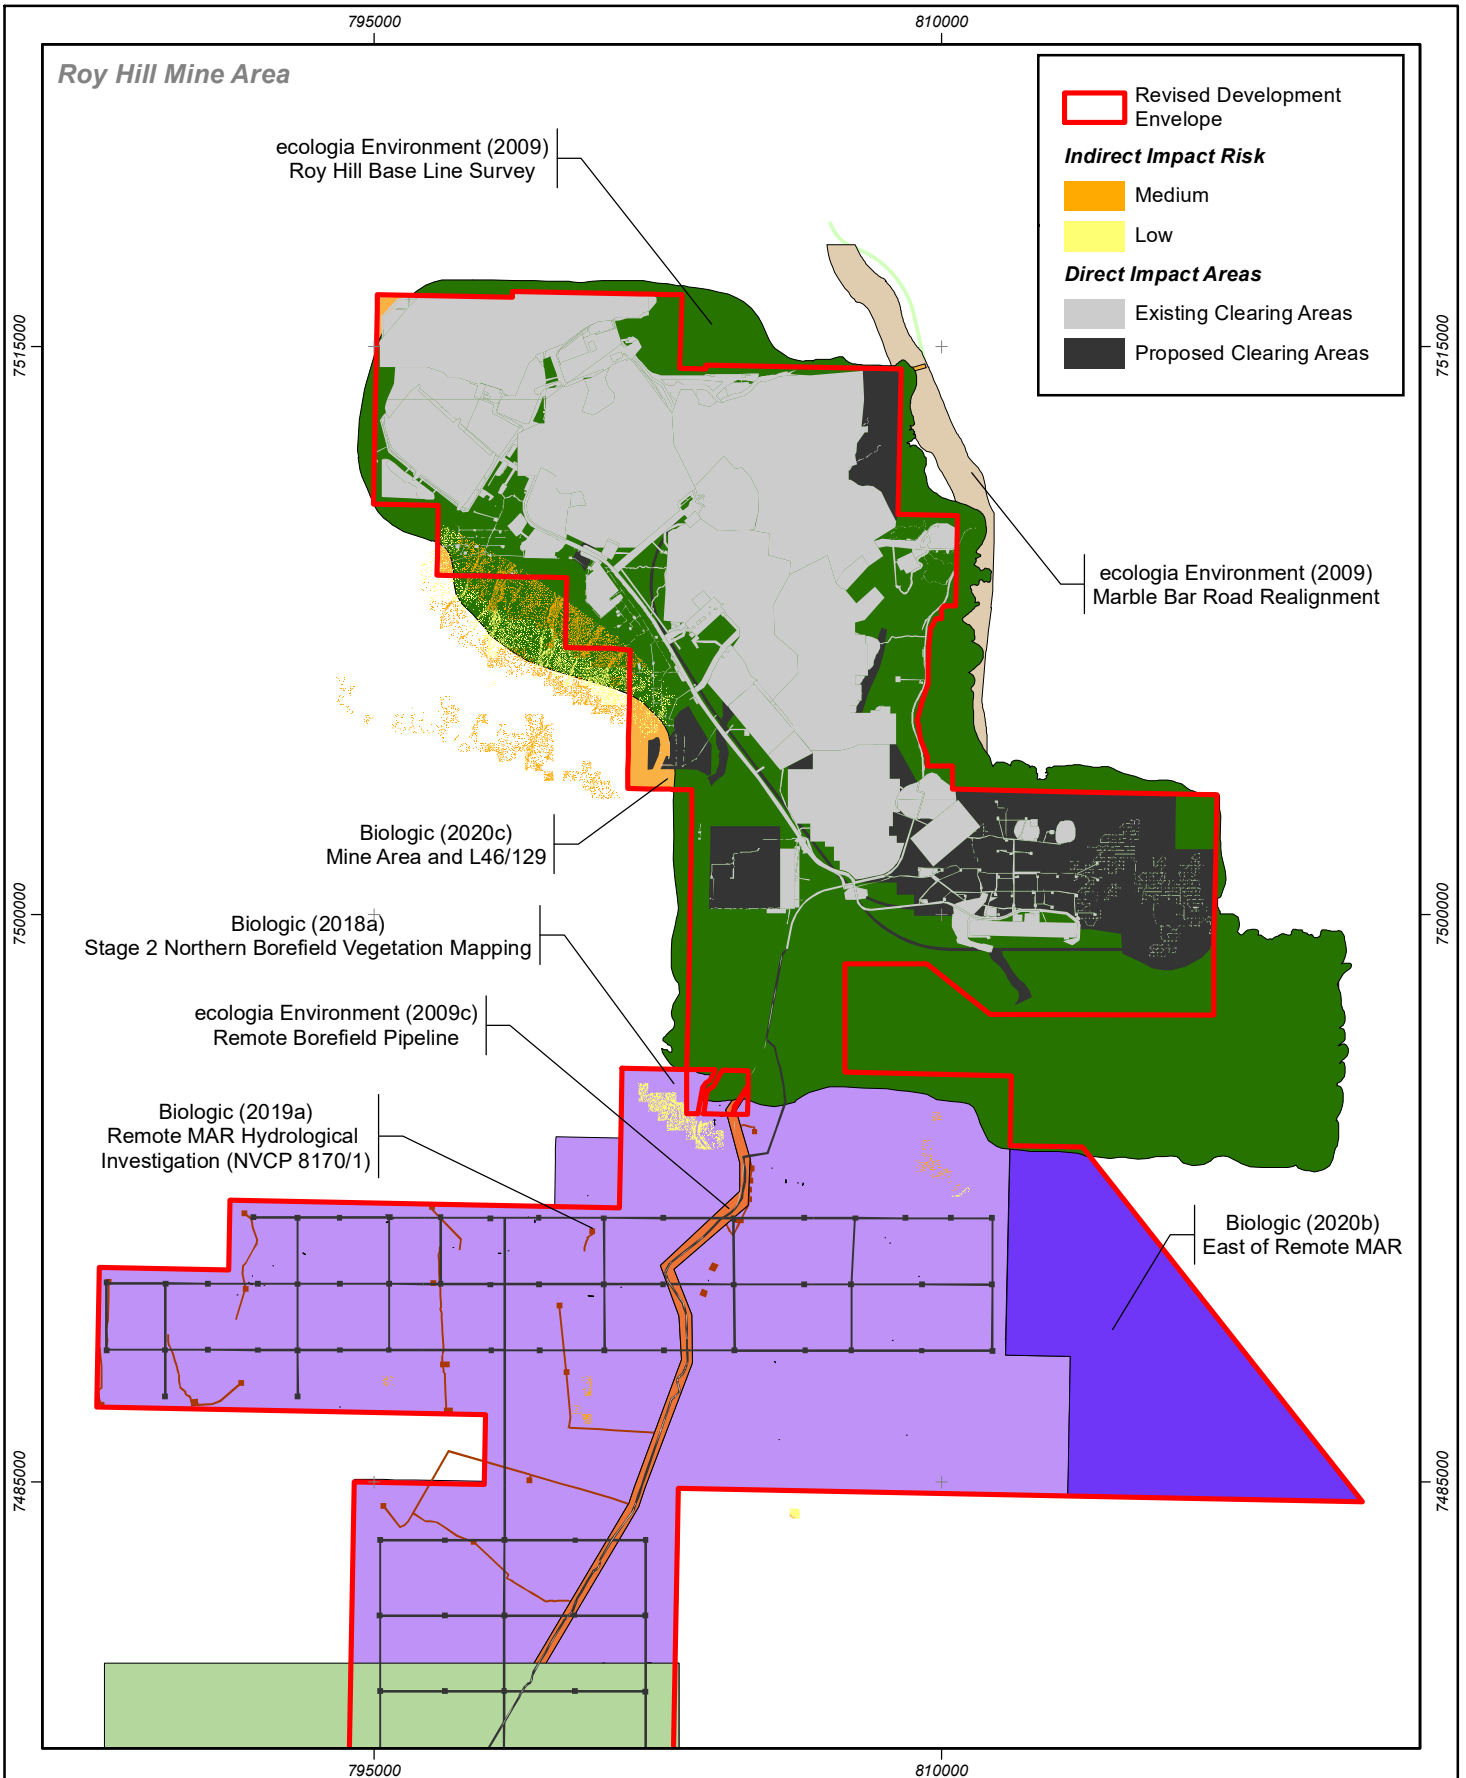 795000
810000
Roy Hill Mine Area
Revised Development
Envelope
Indirect Impact Risk
Medium
Low
Direct Impact Areas
Existing Clearing Areas
Proposed Clearing Areas
ecologia Environment (2009)
Roy Hill Base Line Survey
7515000
7515000
ecologia Environment (2009)
Marble Bar Road Realignment
Biologic (2020c)
Mine Area and L46/129
Biologic (2018a)
Stage 2 Northern Borefield Vegetation Mapping
7500000
7500000
ecologia Environment (2009c)
Remote Borefield Pipeline
Biologic (2019a)
Remote MAR Hydrological
Investigation (NVCP 8170/1)
Biologic (2020b)
East of Remote MAR
7485000
7485000
795000
810000